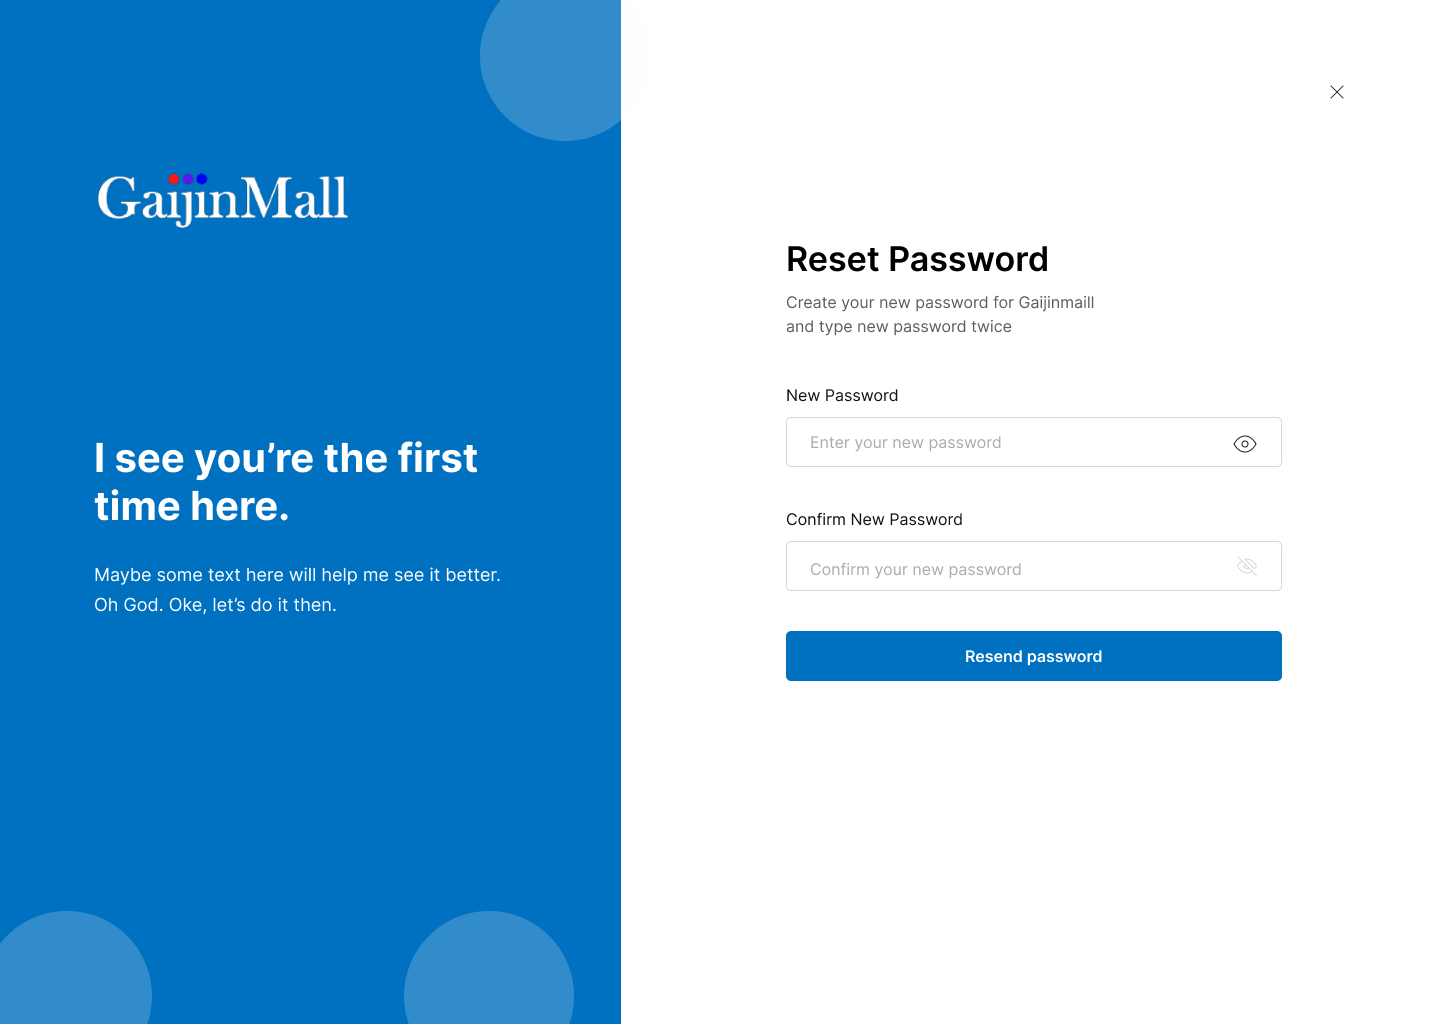 GaijinMall
I see you’re the first
time here.
Maybe some text here will help me see it better.
Oh God. Oke, let’s do it then.
Reset Password
Create your new password for Gaijinmaill
and type new password twice
New Password
Enter your new password
Confirm New Password
Confirm your new password
Resend password